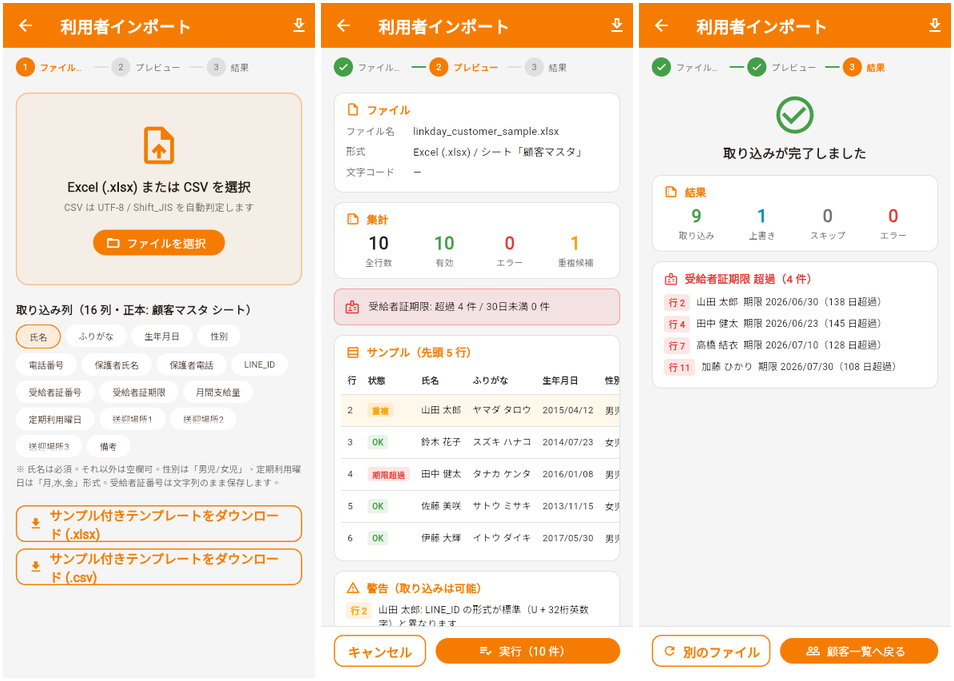 利用者インポート
1 ファイル… 2 プレビュー 3 結果
Excel (.xlsx) または CSV を選択
CSV は UTF-8 / Shift_JIS を自動判定します
ファイルを選択
取り込み列（16 列・正本: 顧客マスタ シート）
氏名 ふりがな 生年月日 性別
電話番号 保護者氏名 保護者電話 LINE_ID
受給者証番号 受給者証期限 月間支給量
定期利用曜日 送迎場所1 送迎場所2
送迎場所3 備考
※ 氏名は必須。それ以外は空欄可。性別は「男児/女児」、定期利用曜
日は「月,水,金」形式。受給者証番号は文字列のまま保存します。
サンプル付きテンプレートをダウンロー
ド (.xlsx)
サンプル付きテンプレートをダウンロー
ド (.csv)
利用者インポート
ファイル… 2 プレビュー 3 結果
ファイル
ファイル名 linkday_customer_sample.xlsx
形式 Excel (.xlsx) / シート「顧客マスタ」
文字コード —
集計
10 10 0 1
全行数 有効 エラー 重複候補
受給者証期限: 超過 4 件 / 30日未満 0 件
サンプル（先頭 5 行）
行 状態 氏名 ふりがな 生年月日 性別
2 重複 山田 太郎 ヤマダ タロウ 2015/04/12 男児
3 OK 鈴木 花子 スズキ ハナコ 2014/07/23 女児
4 期限超過 田中 健太 タナカ ケンタ 2016/01/08 男児
5 OK 佐藤 美咲 サトウ ミサキ 2013/11/15 女児
6 OK 伊藤 大輝 イトウ ダイキ 2017/05/30 男児
警告（取り込みは可能）
行 2 山田 太郎: LINE_ID の形式が標準（U + 32桁英数
字）と異なります
キャンセル 実行（10 件）
利用者インポート
ファイル… プレビュー 3 結果
取り込みが完了しました
結果
9 1 0 0
取り込み 上書き スキップ エラー
受給者証期限 超過（4 件）
行 2 山田 太郎 期限 2026/06/30（138 日超過）
行 4 田中 健太 期限 2026/06/23（145 日超過）
行 7 高橋 結衣 期限 2026/07/10（128 日超過）
行 11 加藤 ひかり 期限 2026/07/30（108 日超過）
別のファイル 顧客一覧へ戻る